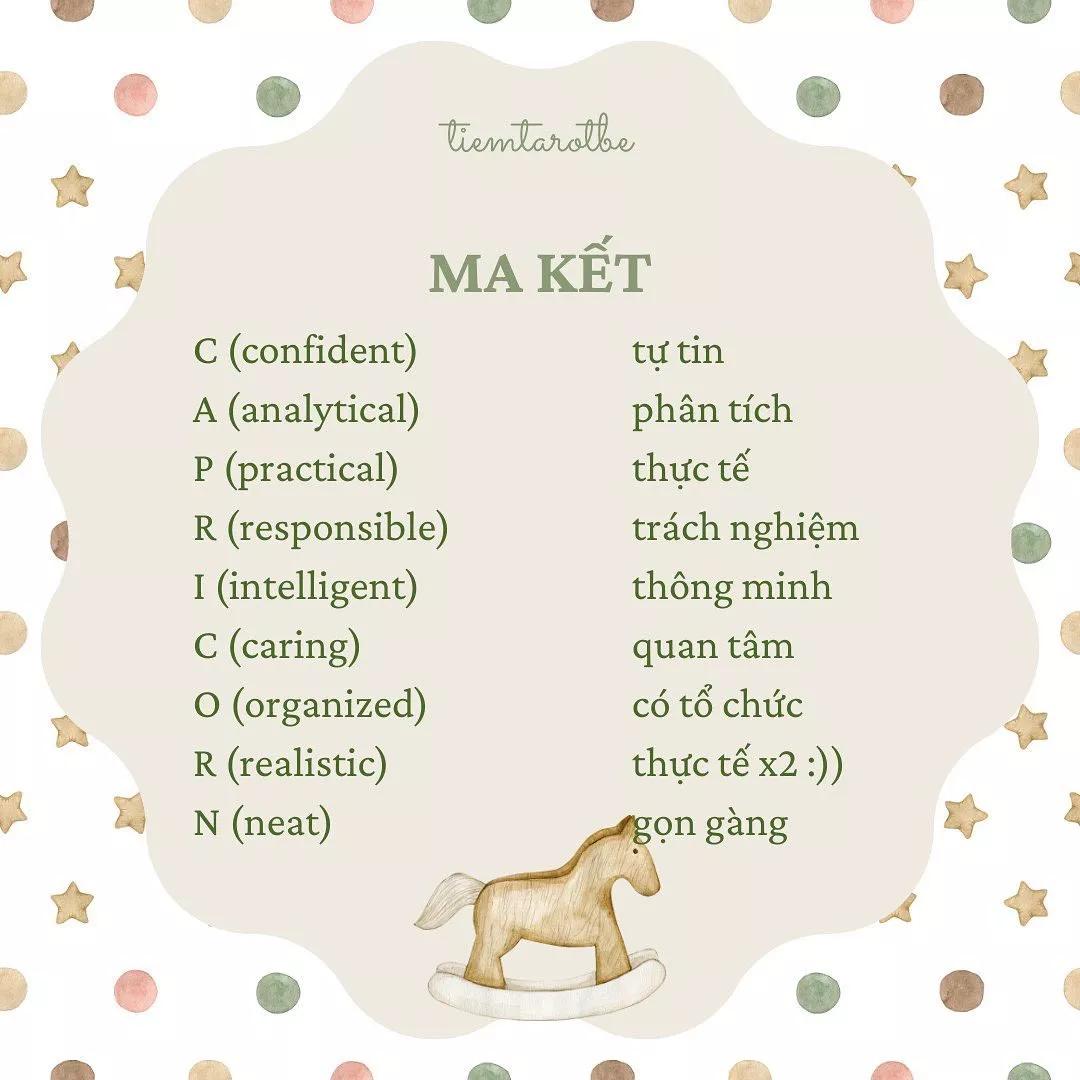 tiemtarotbe
MA KẾT
C (confident) tự tin
A (analytical) phân tích
P (practical) thực tế
R (responsible) trách nghiệm
I (intelligent) thông minh
C (caring) quan tâm
O (organized) có tổ chức
R (realistic) thực tế x2 :))
N (neat) gọn gàng